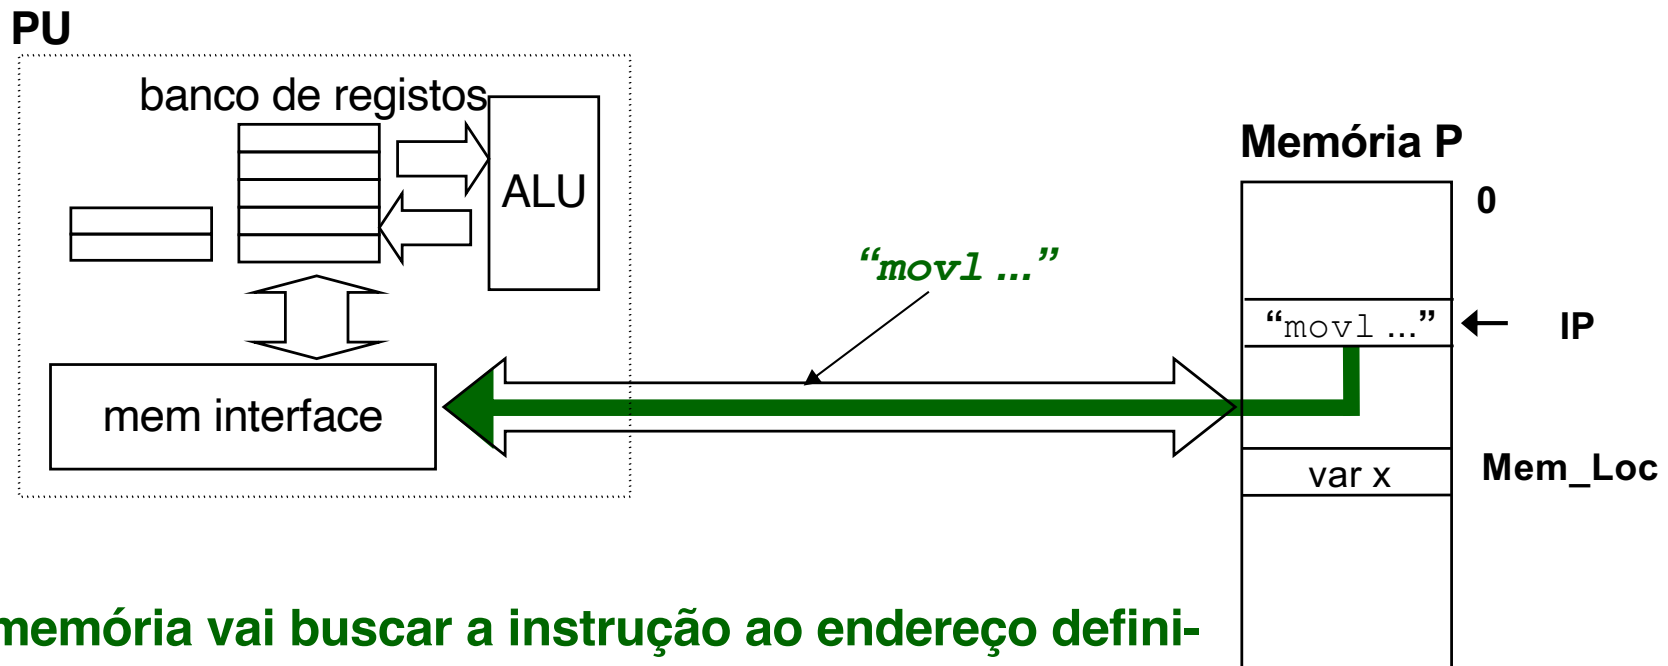 PU
banco de registos
ALU
mem interface
“movl ...”
Memória P
0
“movl ...”
IP
var x
Mem_Loc
memória vai buscar a instrução ao endereço defini-